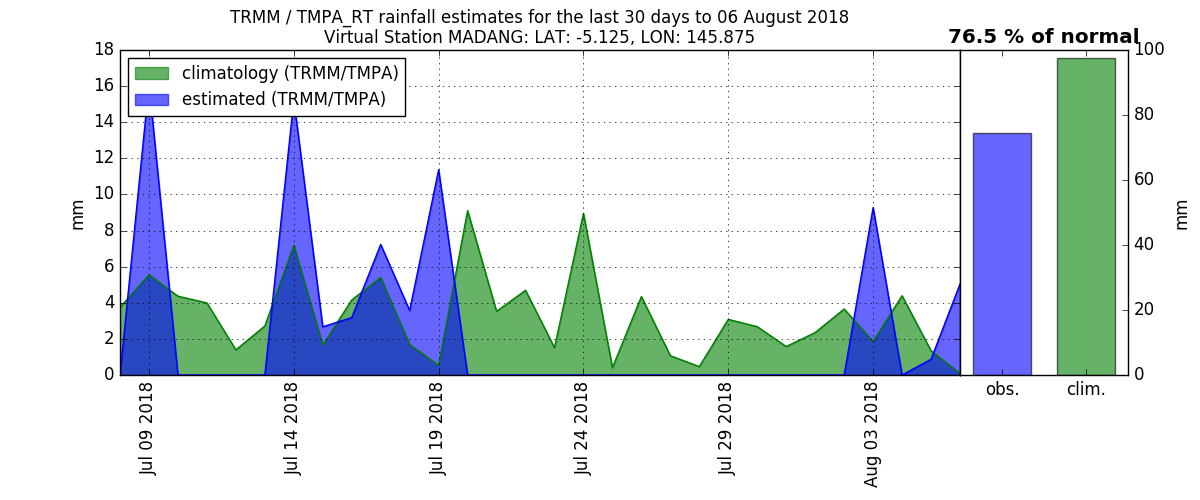 TRMM / TMPA_RT rainfall estimates for the last 30 days to 06 August 2018
Virtual Station MADANG: LAT: -5.125, LON: 145.875
76.5 % of normal
climatology (TRMM/TMPA)
estimated (TRMM/TMPA)
18
16
14
12
10
8
6
4
2
0
mm
Jul 09 2018
Jul 14 2018
Jul 19 2018
Jul 24 2018
Jul 29 2018
Aug 03 2018
obs.
clim.
100
80
60
40
20
0
mm